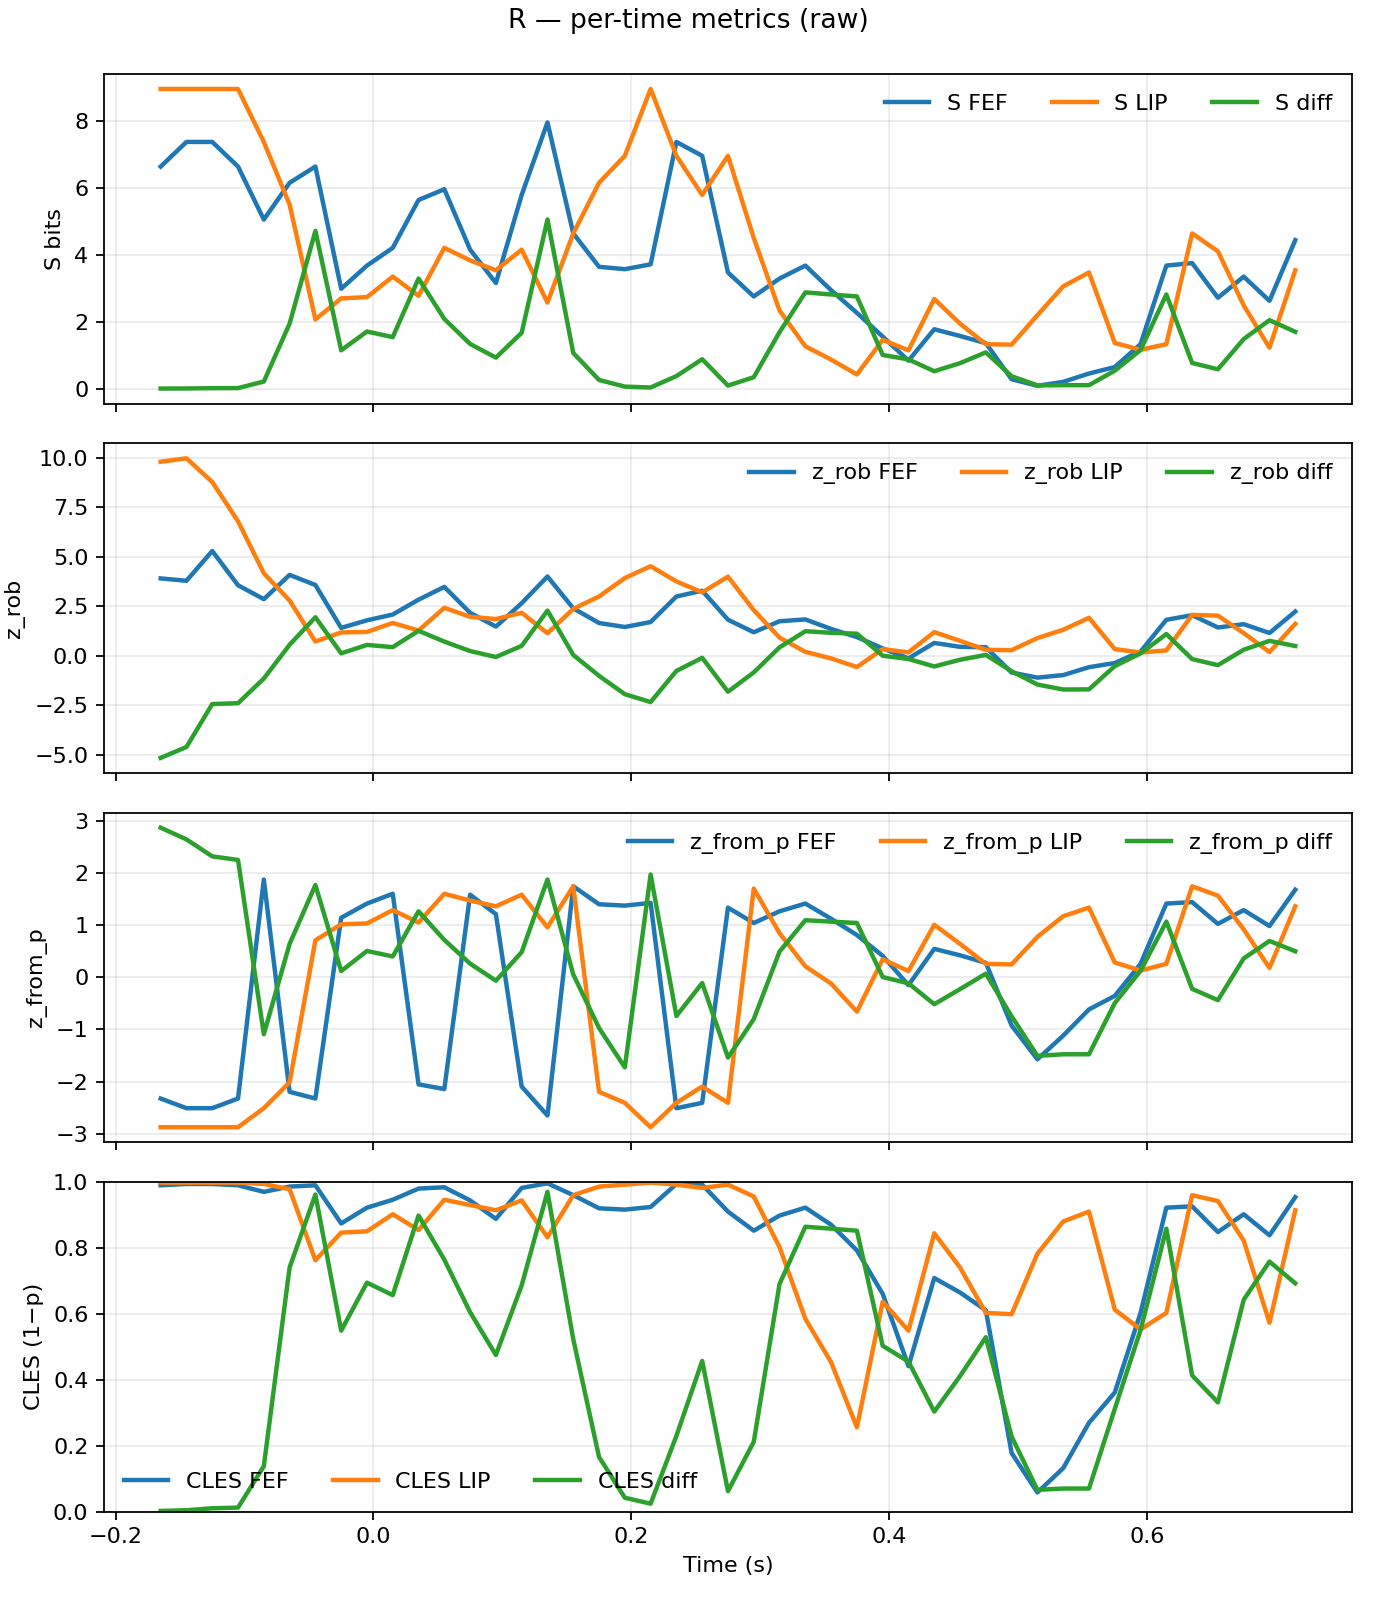 R — per-time metrics (raw)
S FEF S LIP S diff
8
6
4
2
0
S bits
z_rob FEF z_rob LIP z_rob diff
10.0
7.5
5.0
2.5
0.0
−2.5
−5.0
z_rob
z_from_p FEF z_from_p LIP z_from_p diff
3
2
1
0
−1
−2
−3
z_from_p
1.0
0.8
0.6
0.4
0.2
0.0
CLES (1−p)
CLES FEF CLES LIP CLES diff
−0.2 0.0 0.2 0.4 0.6
Time (s)